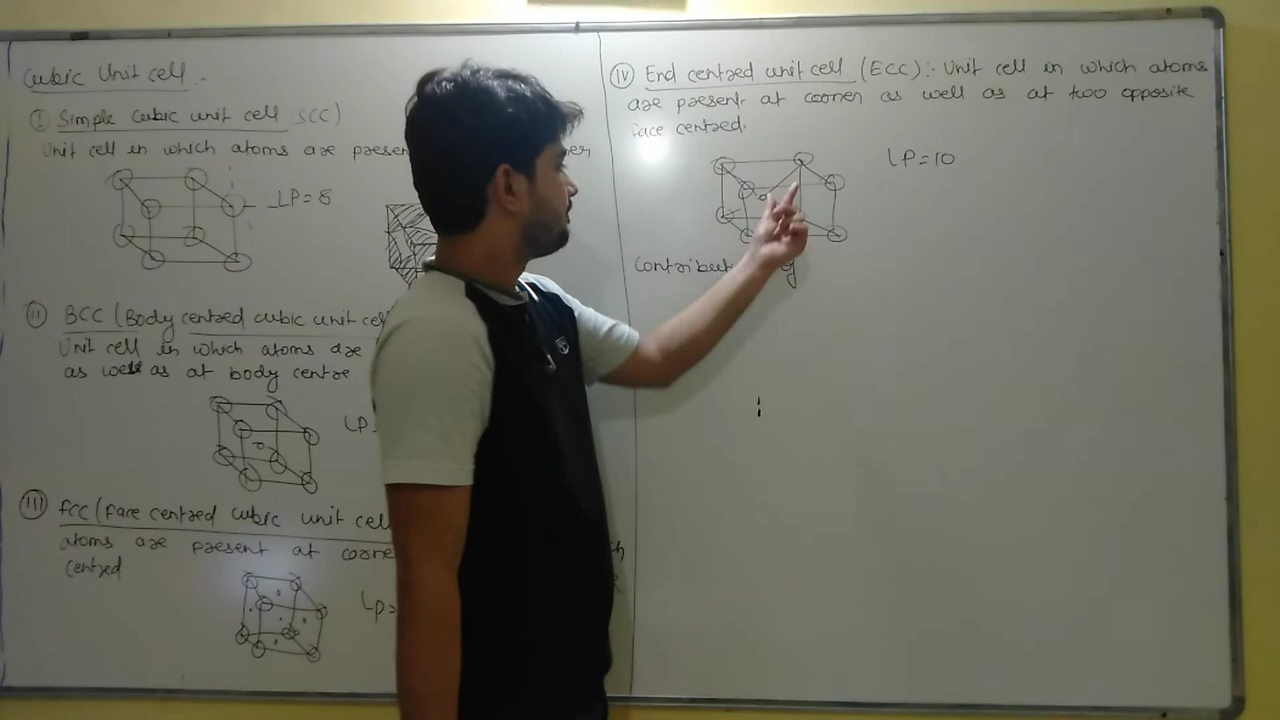 Cubic Unit cell -
(I) Simple Cubic unit cell SCC)
Unit cell in which atoms are
LP=8
(II) BCC (Body centred cubic unit cell
Unit cell in which atoms are
as well as at body centre
LP
(III) FCC (Face centred cubic unit cell
atoms are present at
centred
LP=
(IV) End centred unit cell (ECC):- Unit cell in which atoms
are present at corner as well as at two opposite
face centred.
LP=10